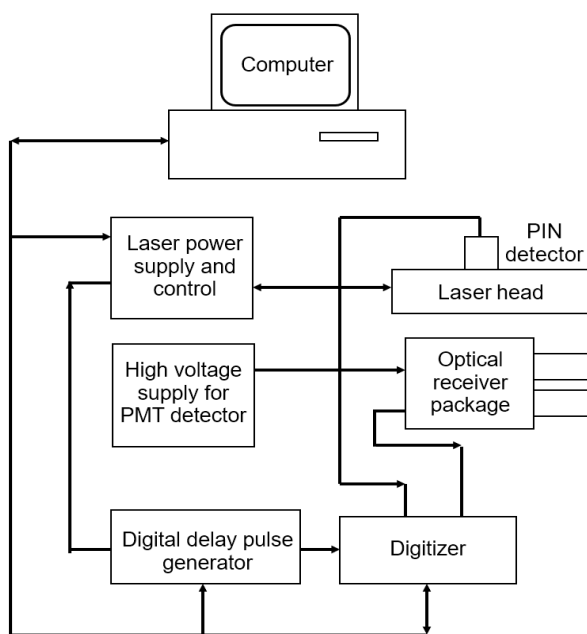 Computer
Laser power
supply and
control
PIN
detector
Laser head
High voltage
supply for
PMT detector
Optical
receiver
package
Digital delay pulse
generator
Digitizer